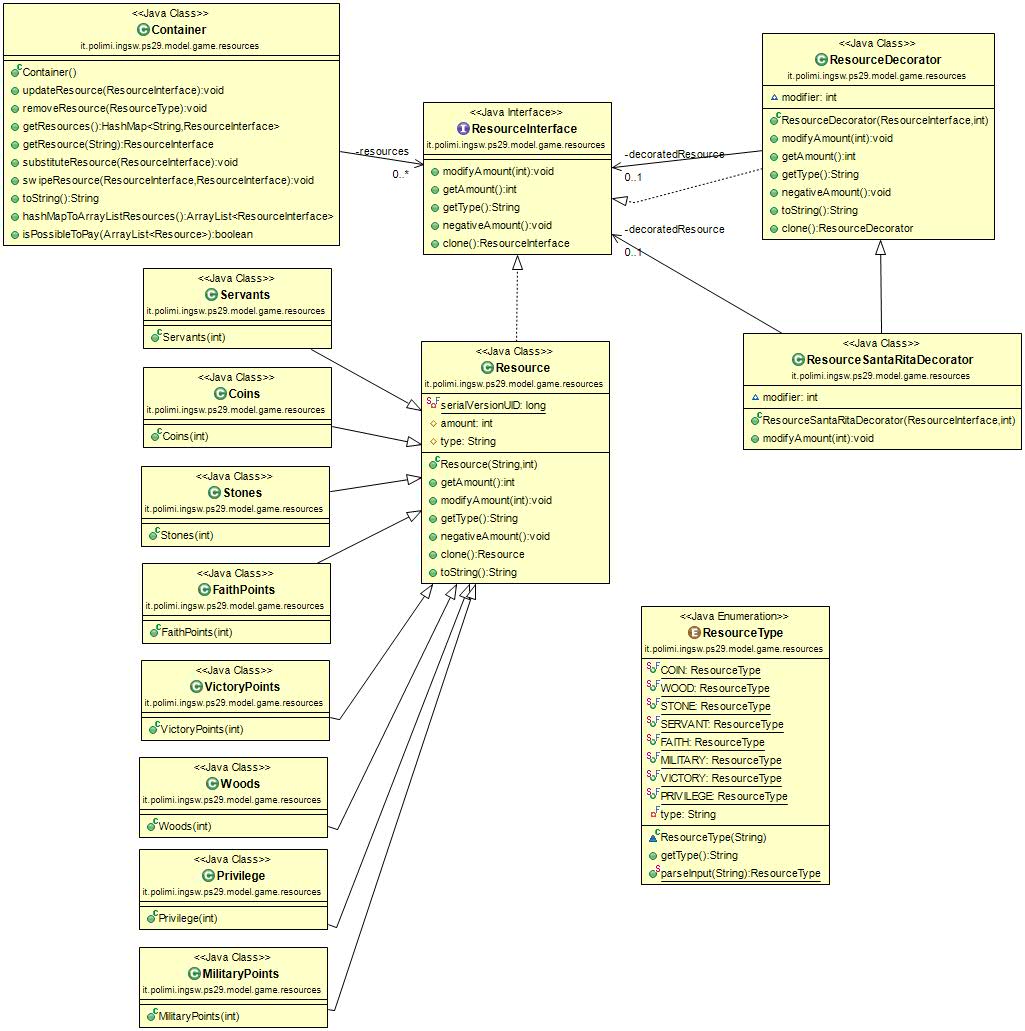 <<Java Class>>
Container
it.polimi.ingsw.ps29.model.game.resources
Container()
updateResource(ResourceInterface):void
removeResource(ResourceType):void
getResources():HashMap<String,ResourceInterface>
getResource(String):ResourceInterface
substituteResource(ResourceInterface):void
swipeResource(ResourceInterface,ResourceInterface):void
toString():String
hashMapToArrayListResources():ArrayList<ResourceInterface>
isPossibleToPay(ArrayList<Resource>):boolean
-resources
0..*
<<Java Interface>>
ResourceInterface
it.polimi.ingsw.ps29.model.game.resources
modifyAmount(int):void
getAmount():int
getType():String
negativeAmount():void
clone():ResourceInterface
-decoratedResource
0..1
-decoratedResource
0..1
<<Java Class>>
ResourceDecorator
it.polimi.ingsw.ps29.model.game.resources
modifier: int
ResourceDecorator(ResourceInterface,int)
modifyAmount(int):void
getAmount():int
getType():String
negativeAmount():void
toString():String
clone():ResourceDecorator
<<Java Class>>
ResourceSantaRitaDecorator
it.polimi.ingsw.ps29.model.game.resources
modifier: int
ResourceSantaRitaDecorator(ResourceInterface,int)
modifyAmount(int):void
<<Java Class>>
Servants
it.polimi.ingsw.ps29.model.game.resources
Servants(int)
<<Java Class>>
Coins
it.polimi.ingsw.ps29.model.game.resources
Coins(int)
<<Java Class>>
Stones
it.polimi.ingsw.ps29.model.game.resources
Stones(int)
<<Java Class>>
FaithPoints
it.polimi.ingsw.ps29.model.game.resources
FaithPoints(int)
<<Java Class>>
VictoryPoints
it.polimi.ingsw.ps29.model.game.resources
VictoryPoints(int)
<<Java Class>>
Woods
it.polimi.ingsw.ps29.model.game.resources
Woods(int)
<<Java Class>>
Privilege
it.polimi.ingsw.ps29.model.game.resources
Privilege(int)
<<Java Class>>
MilitaryPoints
it.polimi.ingsw.ps29.model.game.resources
MilitaryPoints(int)
<<Java Class>>
Resource
it.polimi.ingsw.ps29.model.game.resources
serialVersionUID: long
amount: int
type: String
Resource(String,int)
getAmount():int
modifyAmount(int):void
getType():String
negativeAmount():void
clone():Resource
toString():String
<<Java Enumeration>>
ResourceType
it.polimi.ingsw.ps29.model.game.resources
COIN: ResourceType
WOOD: ResourceType
STONE: ResourceType
SERVANT: ResourceType
FAITH: ResourceType
MILITARY: ResourceType
VICTORY: ResourceType
PRIVILEGE: ResourceType
type: String
ResourceType(String)
getType():String
parseInput(String):ResourceType